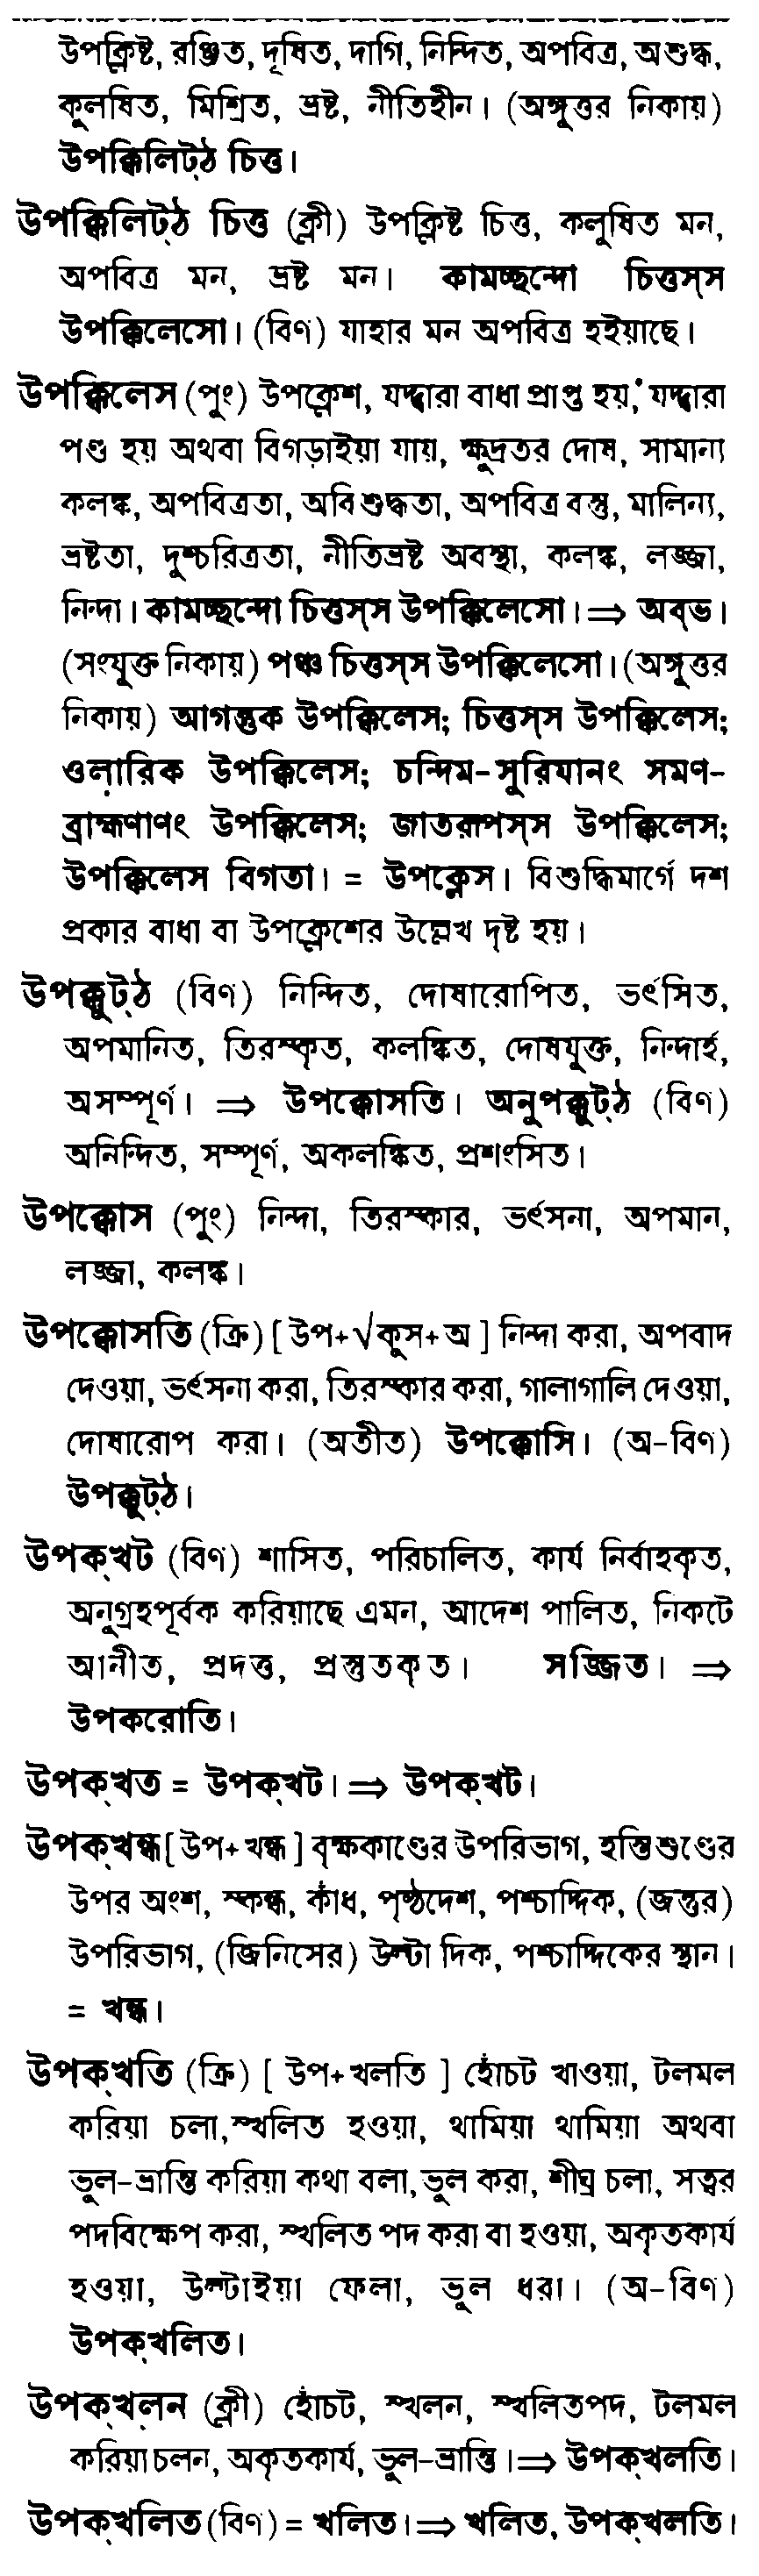 উপক্লিষ্ট, রঞ্জিত, দূষিত, দাগি, নিন্দিত, অপবিত্র, অশুদ্ধ,
কুলষিত, মিশ্রিত, ভ্রষ্ট, নীতিহীন। (অঙ্গুত্তর নিকায়)
উপক্কিলিট্ঠ চিত্ত।
উপক্কিলিট্ঠ চিত্ত (ক্লী) উপক্লিষ্ট চিত্ত, কলুষিত মন,
অপবিত্র মন, ভ্রষ্ট মন। কামচ্ছন্দো চিত্তস্স
উপক্কিলেসো। (বিণ) যাহার মন অপবিত্র হইয়াছে।
উপক্কিলেস (পুং) উপক্লেশ, যদ্দ্বারা বাধা প্রাপ্ত হয়, যদ্দ্বারা
পণ্ড হয় অথবা বিগড়াইয়া যায়, ক্ষুদ্রতর দোষ, সামান্য
কলঙ্ক, অপবিত্রতা, অবিশুদ্ধতা, অপবিত্র বস্তু, মালিন্য,
ভ্রষ্টতা, দুশ্চরিত্রতা, নীতিভ্রষ্ট অবস্থা, কলঙ্ক, লজ্জা,
নিন্দা। কামচ্ছন্দো চিত্তস্স উপক্কিলেসো। ⇒ অব্ভ।
(সংযুক্ত নিকায়) পঞ্চ চিত্তস্স উপক্কিলেসো। (অঙ্গুত্তর
নিকায়) আগন্তুক উপক্কিলেস; চিত্তস্স উপক্কিলেস;
ওল়ারিক উপক্কিলেস; চন্দিম-সুরিযানং সমণ-
ব্রাহ্মণাণং উপক্কিলেস; জাতরূপস্স উপক্কিলেস;
উপক্কিলেস বিগতা। = উপক্লেস। বিশুদ্ধিমার্গে দশ
প্রকার বাধা বা উপক্লেশের উল্লেখ দৃষ্ট হয়।
উপক্কুট্ঠ (বিণ) নিন্দিত, দোষারোপিত, ভর্ৎসিত,
অপমানিত, তিরস্কৃত, কলঙ্কিত, দোষযুক্ত, নিন্দার্হ,
অসম্পূর্ণ। ⇒ উপক্কোসতি। অনুপক্কুট্ঠ (বিণ)
অনিন্দিত, সম্পূর্ণ, অকলঙ্কিত, প্রশংসিত।
উপক্কোস (পুং) নিন্দা, তিরস্কার, ভর্ৎসনা, অপমান,
লজ্জা, কলঙ্ক।
উপক্কোসতি (ক্রি) [ উপ+√কুস+অ ] নিন্দা করা, অপবাদ
দেওয়া, ভর্ৎসনা করা, তিরস্কার করা, গালাগালি দেওয়া,
দোষারোপ করা। (অতীত) উপক্কোসি। (অ-বিণ)
উপক্কুট্ঠ।
উপক্খট (বিণ) শাসিত, পরিচালিত, কার্য নির্বাহকৃত,
অনুগ্রহপূর্বক করিয়াছে এমন, আদেশ পালিত, নিকটে
আনীত, প্রদত্ত, প্রস্তুতকৃত। সজ্জিত। ⇒
উপকরোতি।
উপক্খত = উপক্খট। ⇒ উপক্খট।
উপক্খন্ধ [ উপ+খন্ধ ] বৃক্ষকাণ্ডের উপরিভাগ, হস্তিশুণ্ডের
উপর অংশ, স্কন্ধ, কাঁধ, পৃষ্ঠদেশ, পশ্চাদ্দিক, (জন্তুর)
উপরিভাগ, (জিনিসের) উল্টা দিক, পশ্চাদ্দিকের স্থান।
= খন্ধ।
উপক্খতি (ক্রি) [ উপ+খলতি ] হোঁচট খাওয়া, টলমল
করিয়া চলা, স্খলিত হওয়া, থামিয়া থামিয়া অথবা
ভুল-ভ্রান্তি করিয়া কথা বলা, ভুল করা, শীঘ্র চলা, সত্বর
পদবিক্ষেপ করা, স্খলিত পদ করা বা হওয়া, অকৃতকার্য
হওয়া, উল্টাইয়া ফেলা, ভুল ধরা। (অ-বিণ)
উপক্খলিত।
উপক্খল়ন (ক্লী) হোঁচট, স্খলন, স্খলিতপদ, টলমল
করিয়া চলন, অকৃতকার্য, ভুল-ভ্রান্তি। ⇒ উপক্খলতি।
উপক্খলিত (বিণ) = খলিত। ⇒ খলিত, উপক্খলতি।